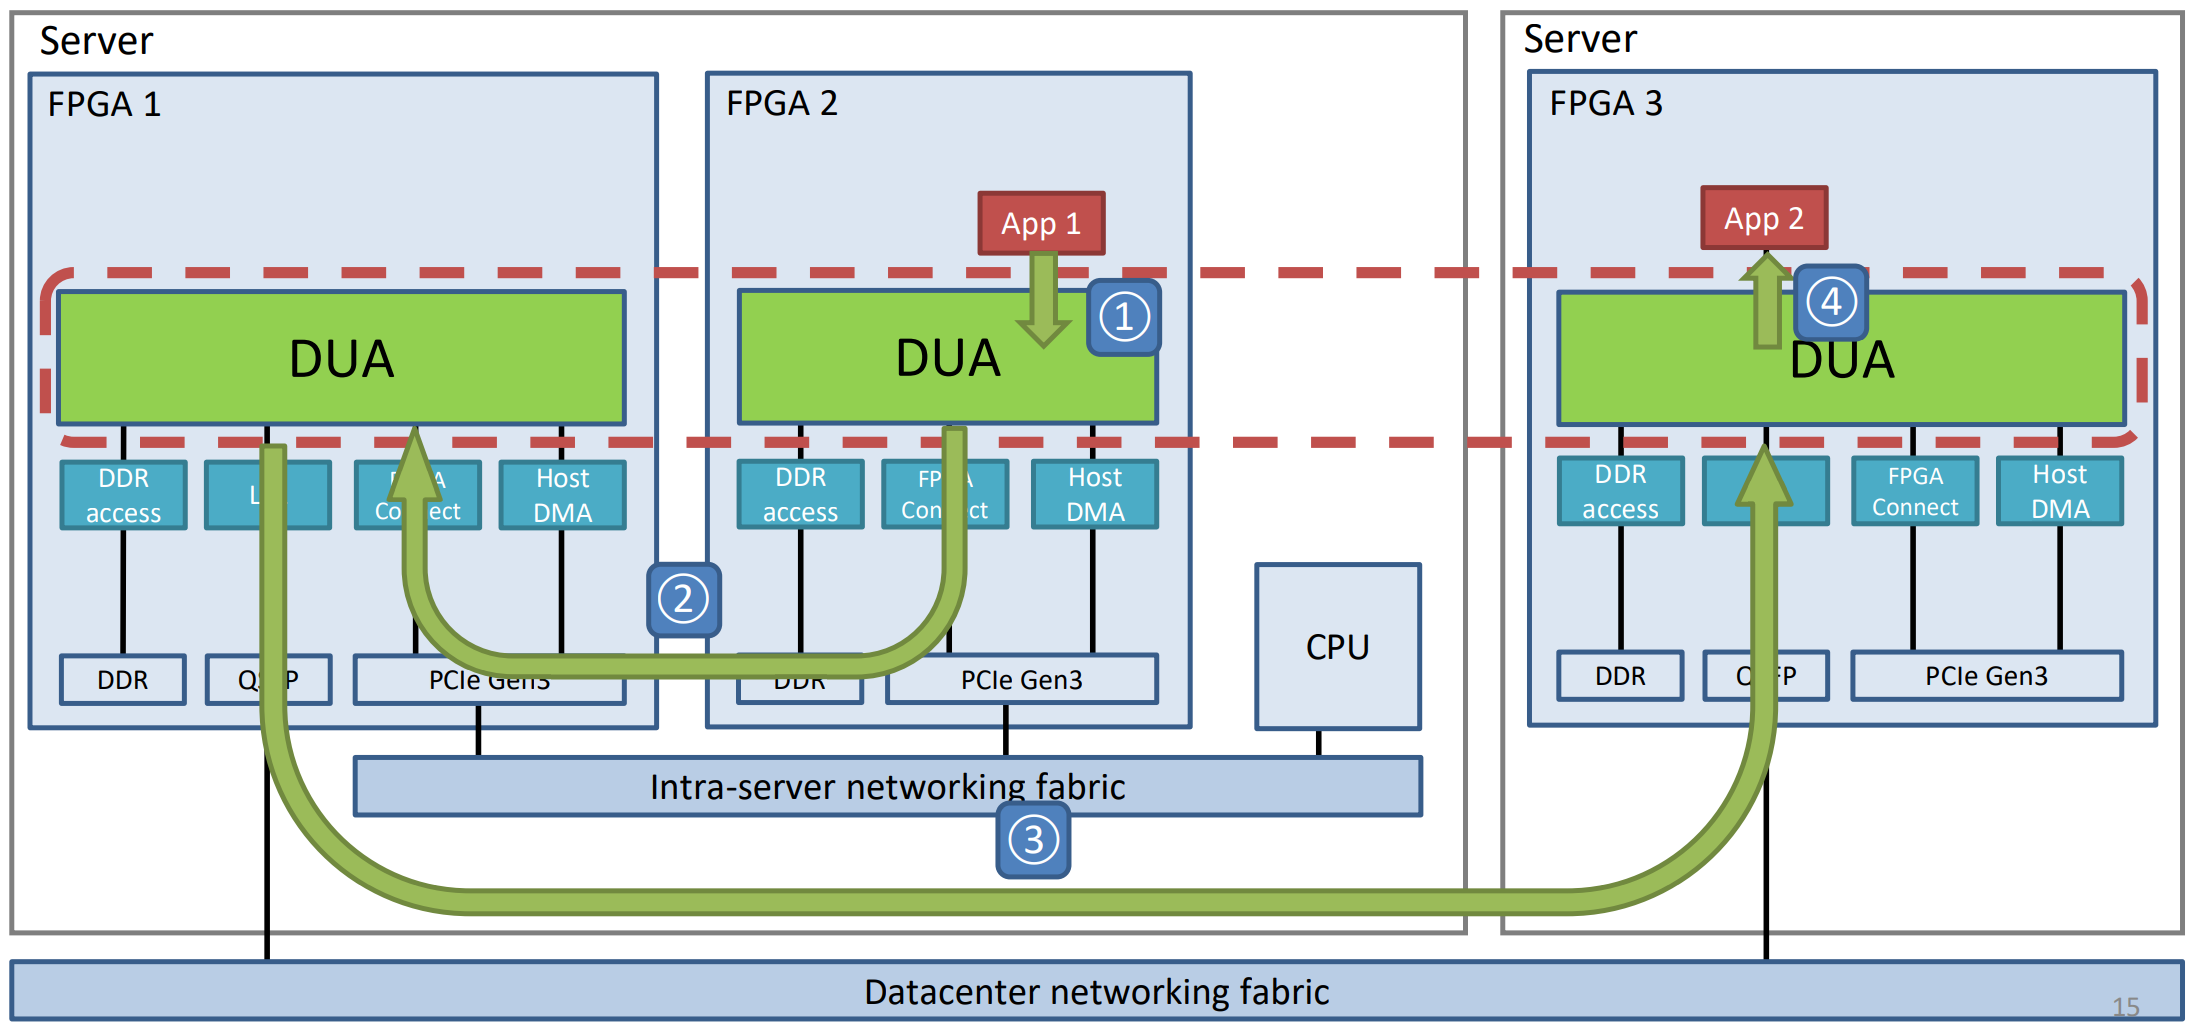 Server
FPGA 1
DUA
DDR
access
Host
DMA
DDR
PCIe Gen3
FPGA 2
App 1
①
DUA
DDR
access
Host
DMA
②
DDR
PCIe Gen3
CPU
Intra-server networking fabric
③
Server
FPGA 3
App 2
④
DUA
DDR
access
FPGA
Connect
Host
DMA
DDR
PCIe Gen3
Datacenter networking fabric
15